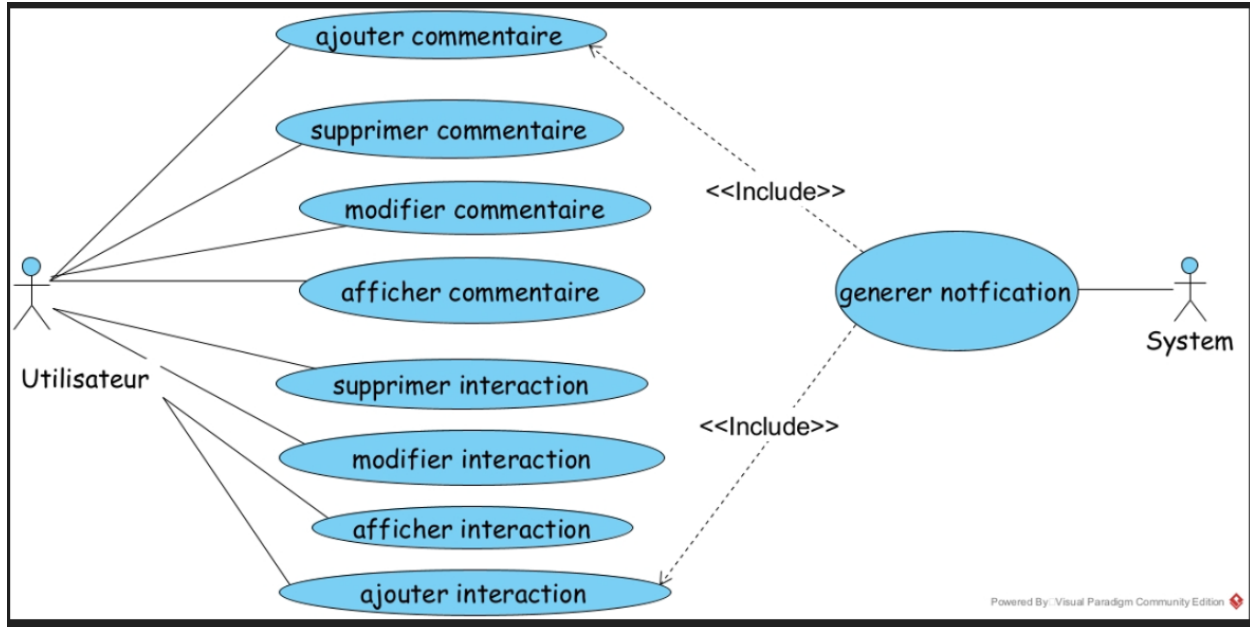 ajouter commentaire
supprimer commentaire
<<Include>>
modifier commentaire
afficher commentaire
generer notfication
System
Utilisateur
supprimer interaction
<<Include>>
modifier interaction
afficher interaction
ajouter interaction
Powered By Visual Paradigm Community Edition